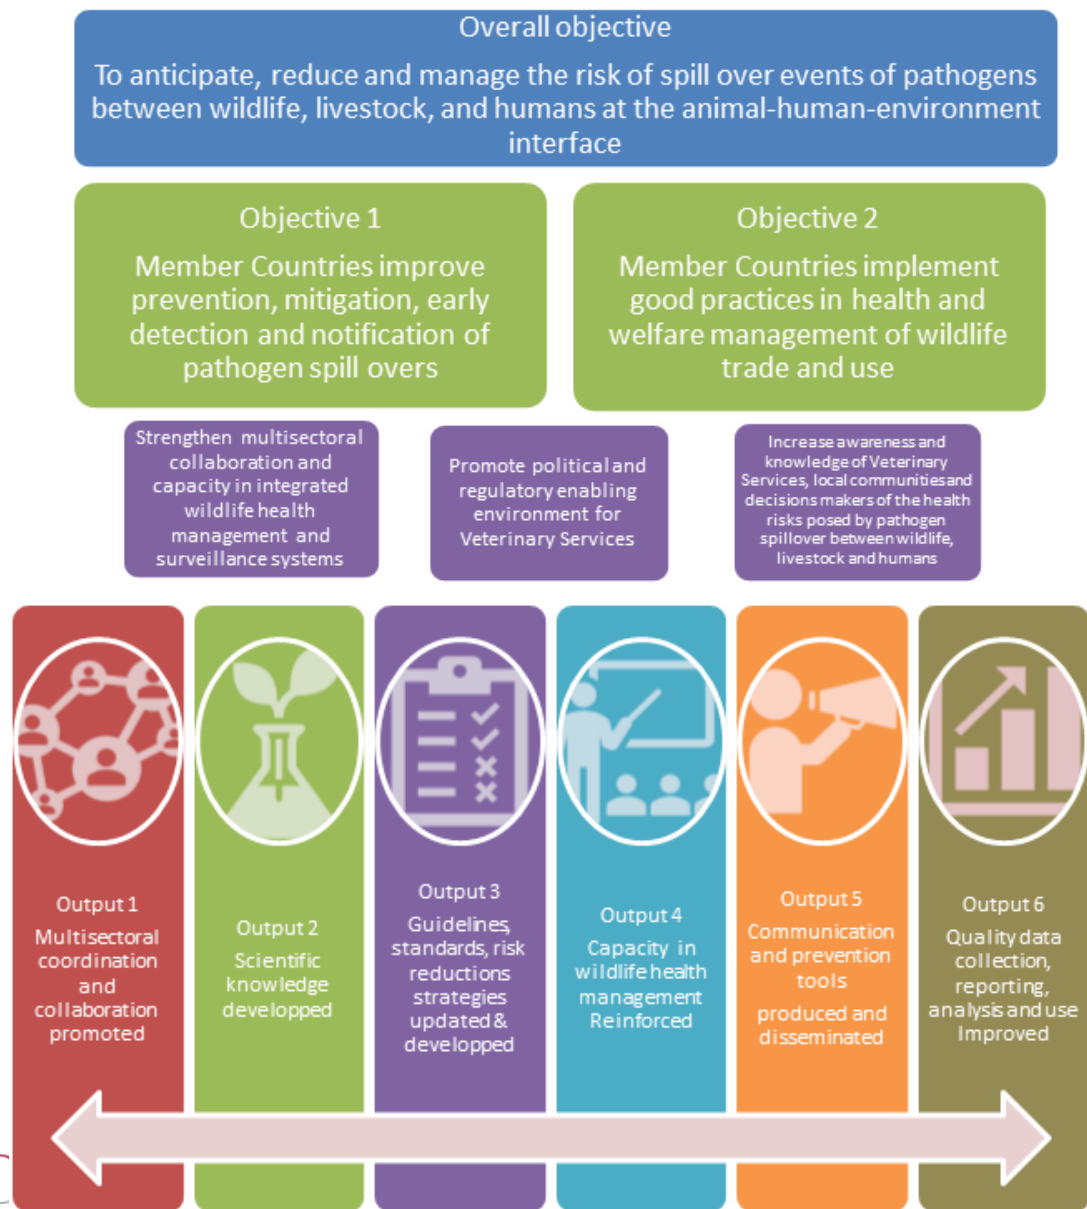 Overall objective
To anticipate, reduce and manage the risk of spill over events of pathogens
between wildlife, livestock, and humans at the animal-human-environment
interface
Objective 1
Member Countries improve
prevention, mitigation, early
detection and notification of
pathogen spill overs
Objective 2
Member Countries implement
good practices in health and
welfare management of wildlife
trade and use
Strengthen multisectoral
collaboration and
capacity in integrated
wildlife health
management and
surveillance systems
Promote political and
regulatory enabling
environment for
Veterinary Services
Increase awareness and
knowledge of Veterinary
Services, local communities and
decisions makers of the health
risks posed by pathogen
spillover between wildlife,
livestock and humans
Output 1
Multisectoral
coordination
and
collaboration
promoted
Output 2
Scientific
knowledge
developped
Output 3
Guidelines,
standards, risk
reductions
strategies
updated &
developped
Output 4
Capacity in
wildlife health
management
Reinforced
Output 5
Communication
and prevention
tools
produced and
disseminated
Output 6
Quality data
collection,
reporting,
analysis and use
Improved